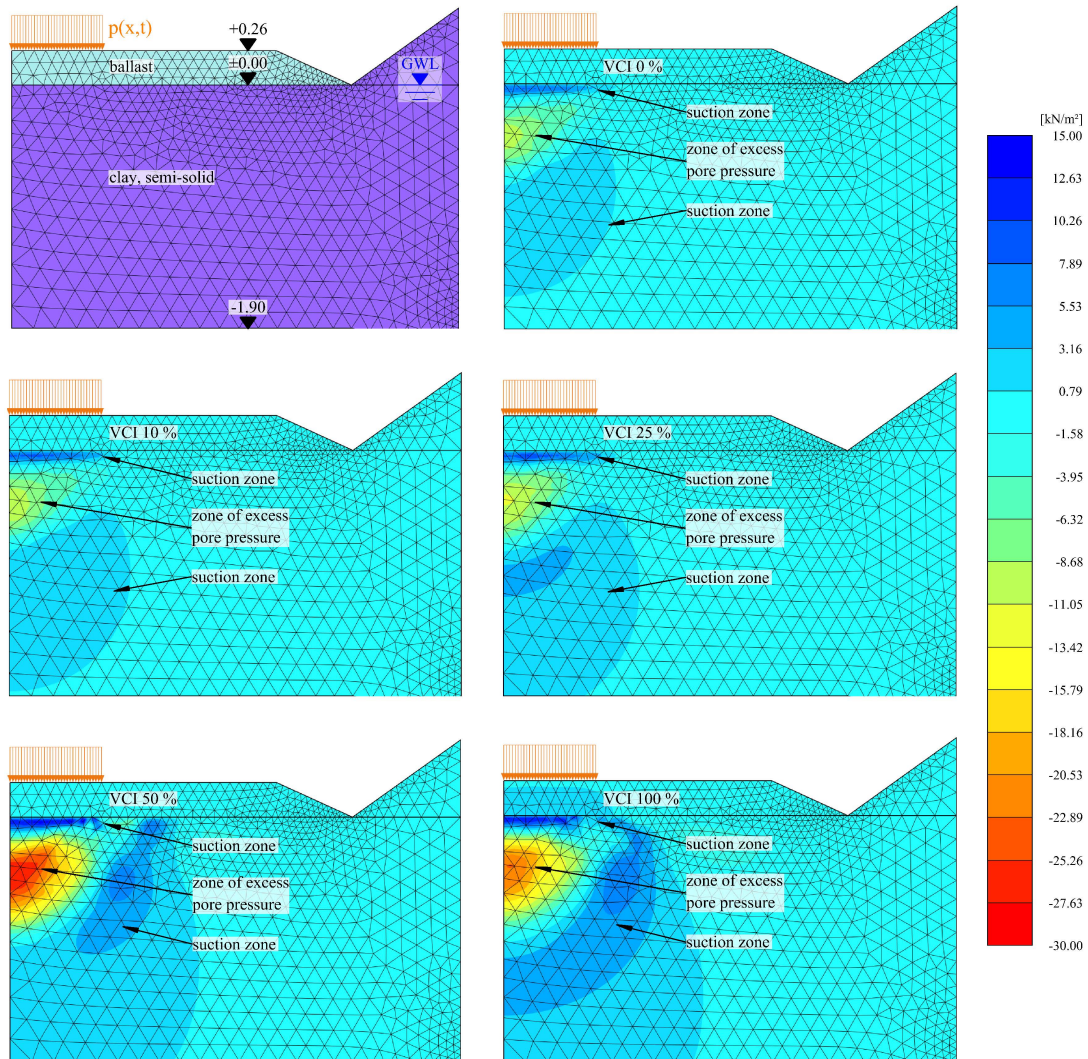 p(x,t)
+0.26
ballast
±0.00
GWL
clay, semi-solid
-1.90
VCI 0 %
suction zone
zone of excess
pore pressure
suction zone
VCI 10 %
suction zone
zone of excess
pore pressure
suction zone
VCI 25 %
suction zone
zone of excess
pore pressure
suction zone
VCI 50 %
suction zone
zone of excess
pore pressure
suction zone
VCI 100 %
suction zone
zone of excess
pore pressure
suction zone
[kN/m²]
15.00
12.63
10.26
7.89
5.53
3.16
0.79
-1.58
-3.95
-6.32
-8.68
-11.05
-13.42
-15.79
-18.16
-20.53
-22.89
-25.26
-27.63
-30.00